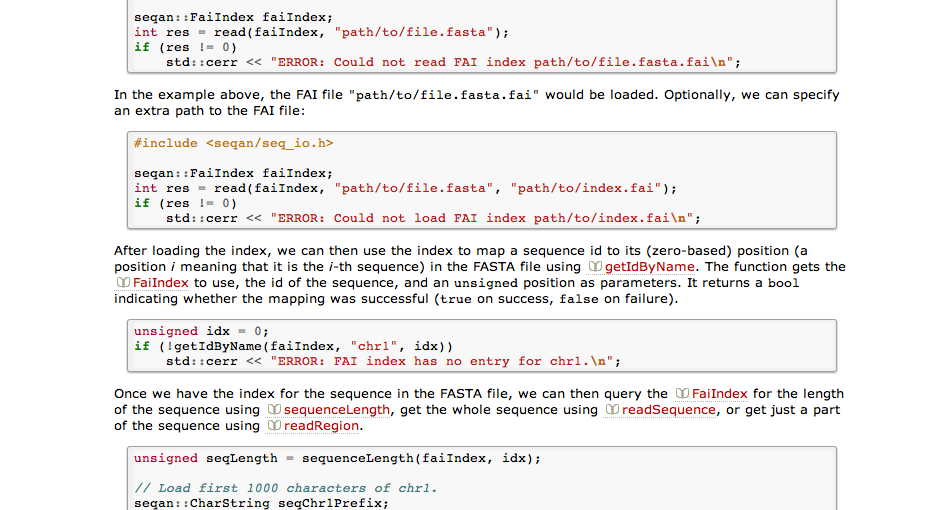 seqan::FaiIndex faiIndex;
int res = read(faiIndex, "path/to/file.fasta");
if (res != 0)
    std::cerr << "ERROR: Could not read FAI index path/to/file.fasta.fai\n";
In the example above, the FAI file "path/to/file.fasta.fai" would be loaded. Optionally, we can specify
an extra path to the FAI file:
#include <seqan/seq_io.h>
seqan::FaiIndex faiIndex;
int res = read(faiIndex, "path/to/file.fasta", "path/to/index.fai");
if (res != 0)
    std::cerr << "ERROR: Could not load FAI index path/to/index.fai\n";
After loading the index, we can then use the index to map a sequence id to its (zero-based) position (a
position i meaning that it is the i-th sequence) in the FASTA file using getIdByName. The function gets the
FaiIndex to use, the id of the sequence, and an unsigned position as parameters. It returns a bool
indicating whether the mapping was successful (true on success, false on failure).
unsigned idx = 0;
if (!getIdByName(faiIndex, "chr1", idx))
    std::cerr << "ERROR: FAI index has no entry for chr1.\n";
Once we have the index for the sequence in the FASTA file, we can then query the FaiIndex for the length
of the sequence using sequenceLength, get the whole sequence using readSequence, or get just a part
of the sequence using readRegion.
unsigned seqLength = sequenceLength(faiIndex, idx);
// Load first 1000 characters of chr1.
seqan::CharString seqChr1Prefix;